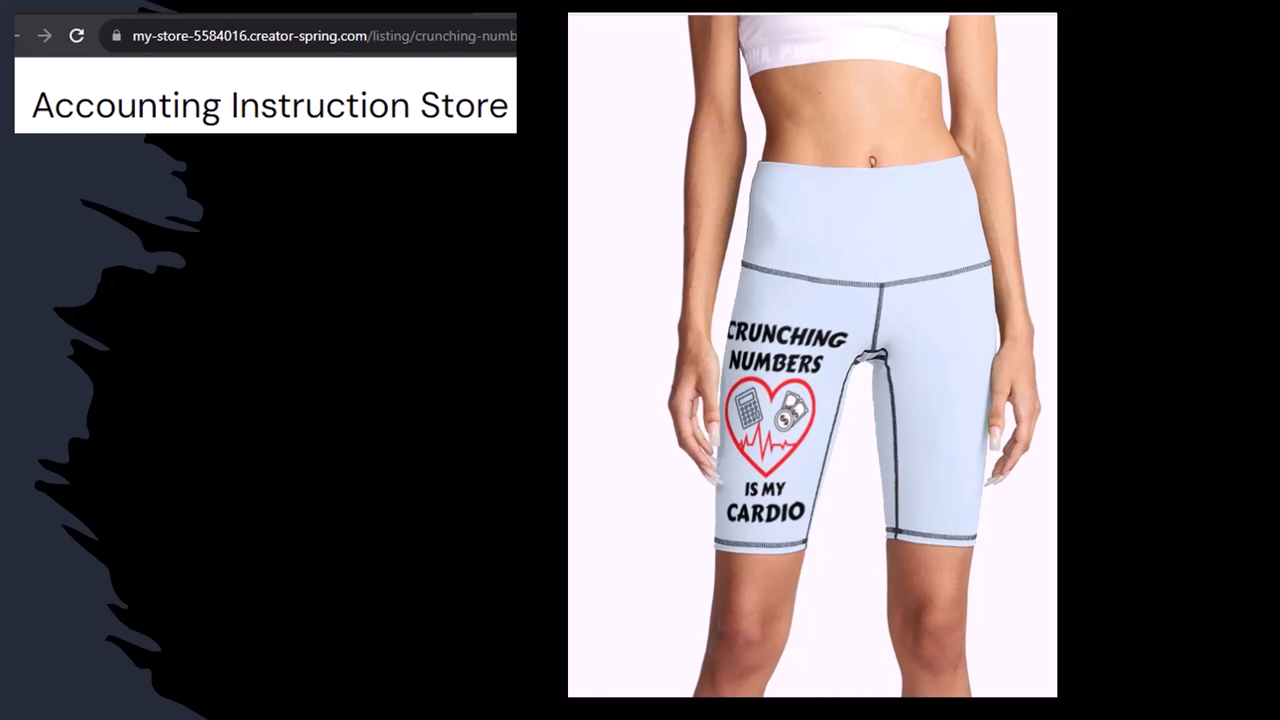 my-store-5584016.creator-spring.com/listing/crunching-numb
Accounting Instruction Store
CRUNCHING
NUMBERS
IS MY
CARDIO